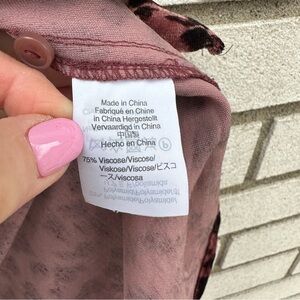 Made in China
Fabriqué en Chine
in China Hergestollt
Vervaardigd in China
中国製
Hecho en China
75% Viscose/Viscose/
Viskose/Viscose/ビスコ
ース/viscosa